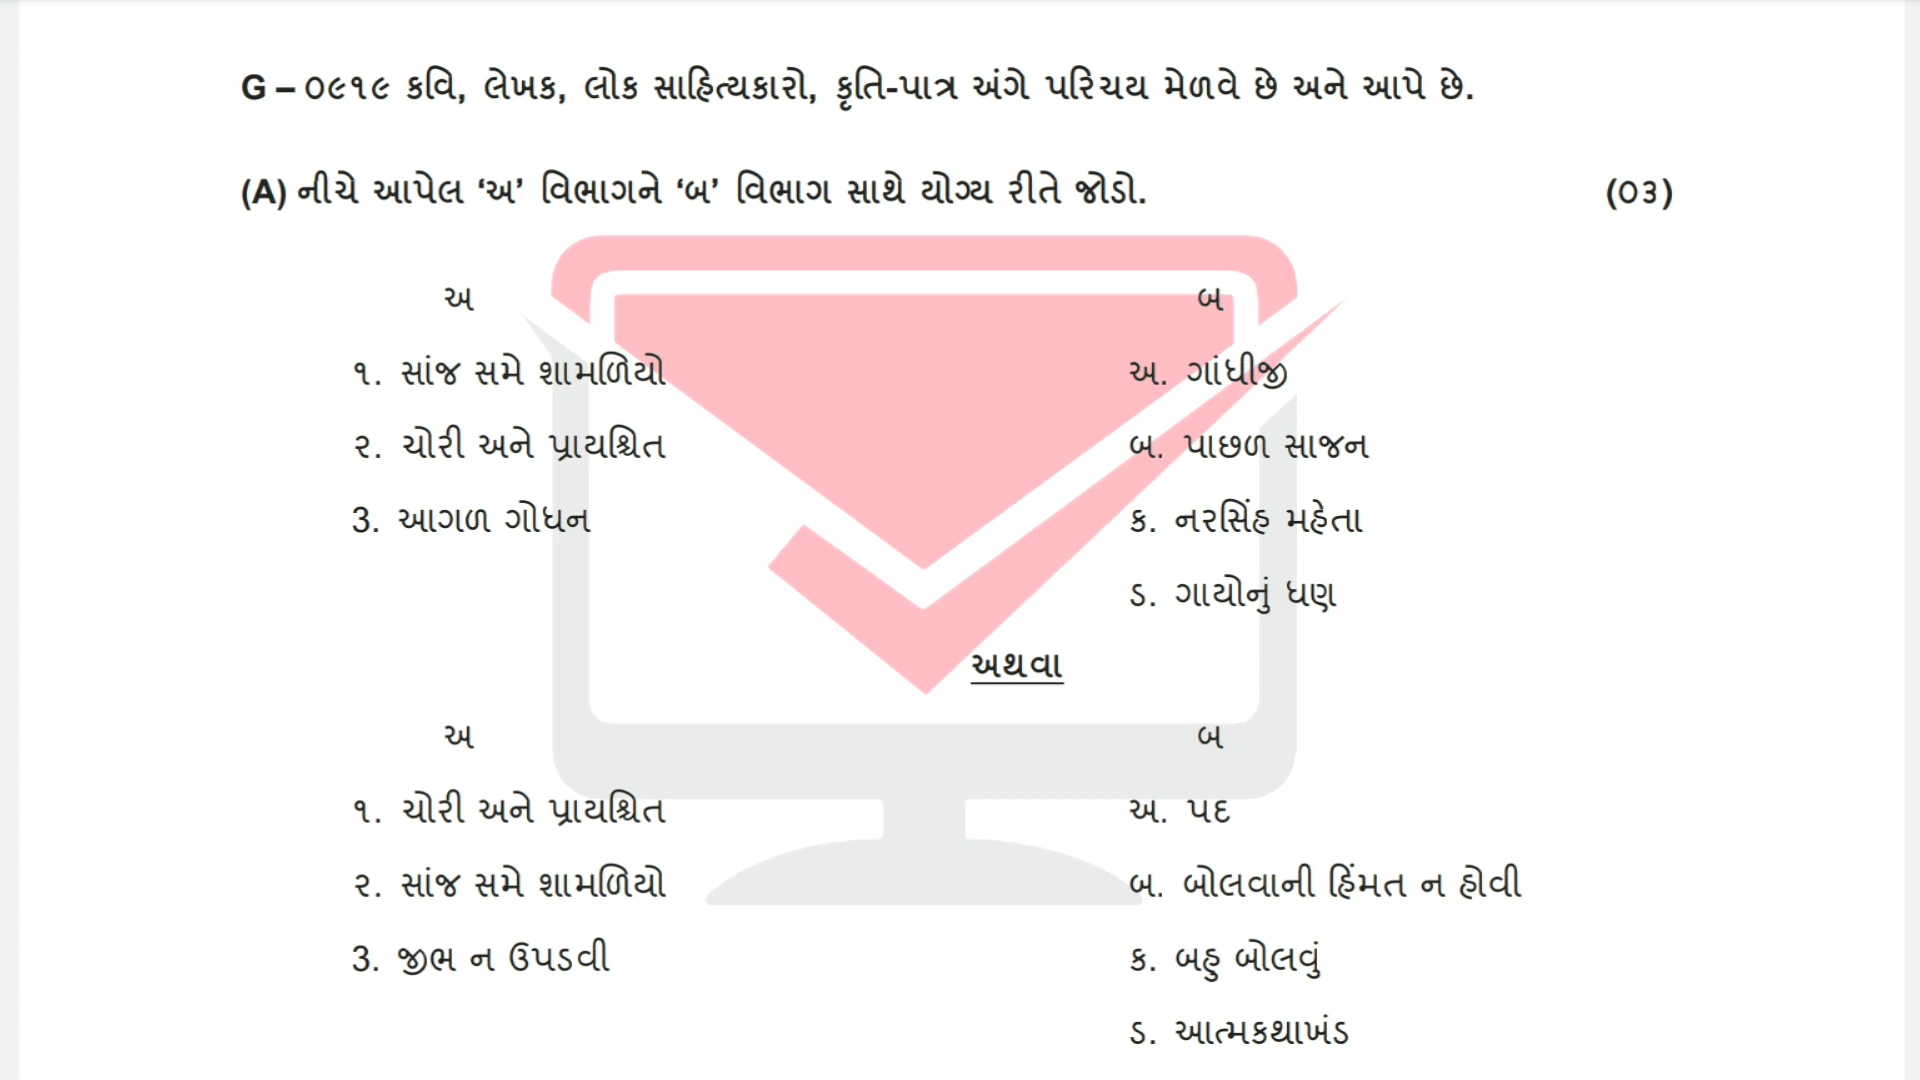 G – ૦૯૧૯ કવિ, લેખક, લોક સાહિત્યકારો, કૃતિ-પાત્ર અંગે પરિચય મેળવે છે અને આપે છે.
(A) નીચે આપેલ ‘અ’ વિભાગને ‘બ’ વિભાગ સાથે યોગ્ય રીતે જોડો. (૦૩)
અ બ
૧. સાંજ સમે શામળિયો અ. ગાંધીજી
૨. ચોરી અને પ્રાયશ્ચિત બ. પાછળ સાજન
3. આગળ ગોધન ક. નરસિંહ મહેતા
ડ. ગાયોનું ધણ
અથવા
અ બ
૧. ચોરી અને પ્રાયશ્ચિત અ. પદ
૨. સાંજ સમે શામળિયો બ. બોલવાની હિંમત ન હોવી
3. જીભ ન ઉપડવી ક. બહુ બોલવું
ડ. આત્મકથાખંડ